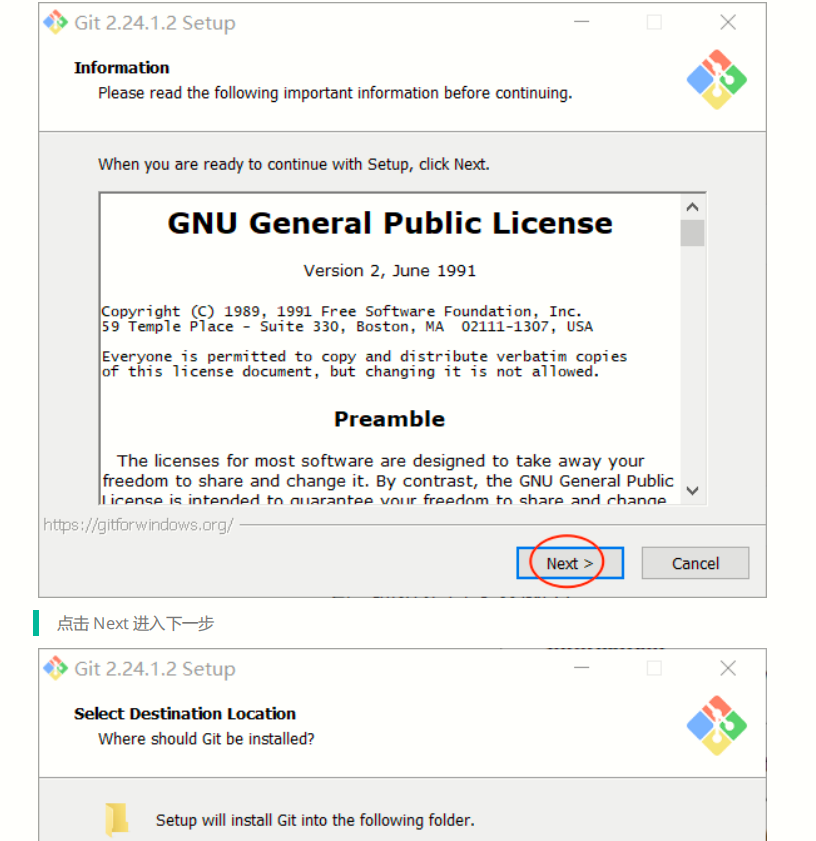 Git 2.24.1.2 Setup
Information
Please read the following important information before continuing.
When you are ready to continue with Setup, click Next.
GNU General Public License
Version 2, June 1991
Copyright (C) 1989, 1991 Free Software Foundation, Inc.
59 Temple Place - Suite 330, Boston, MA  02111-1307, USA
Everyone is permitted to copy and distribute verbatim copies
of this license document, but changing it is not allowed.
Preamble
The licenses for most software are designed to take away your
freedom to share and change it. By contrast, the GNU General Public
License is intended to guarantee your freedom to share and change
https://gitforwindows.org/
Next >
Cancel
点击 Next 进入下一步
Git 2.24.1.2 Setup
Select Destination Location
Where should Git be installed?
Setup will install Git into the following folder.